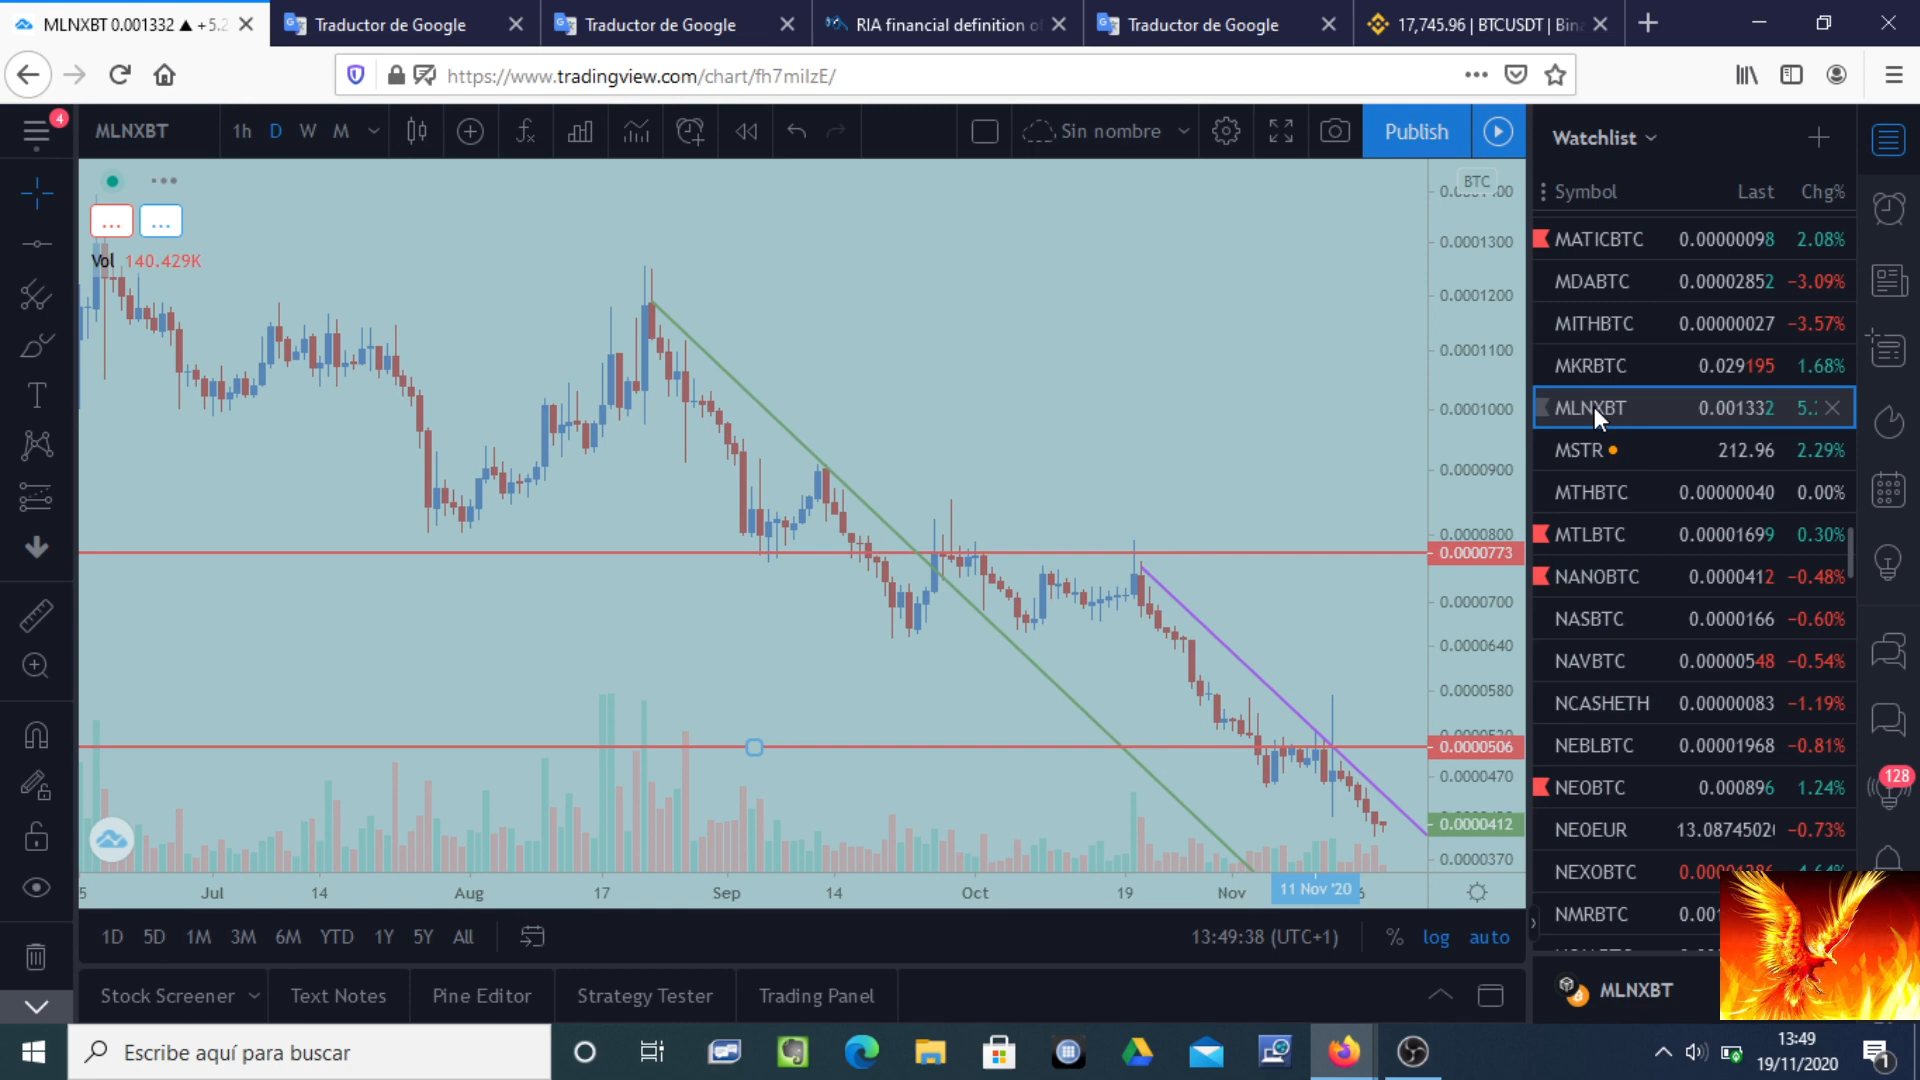 MLNXBT 0.001332 ▲ +5.2
Traductor de Google
Traductor de Google
RIA financial definition of
Traductor de Google
17,745.96 | BTCUSDT | Bin
https://www.tradingview.com/chart/fh7miIzE/
4
MLNXBT
1h D W M
Sin nombre
Publish
Vol 140.429K
BTC
0.0001300
0.0001200
0.0001100
0.0001000
0.0000900
0.0000800
0.0000773
0.0000700
0.0000640
0.0000580
0.0000506
0.0000470
0.0000412
0.0000370
Jul 14 Aug 17 Sep 14 Oct 19 Nov 11 Nov '20
1D 5D 1M 3M 6M YTD 1Y 5Y All
13:49:38 (UTC+1) % log auto
Stock Screener Text Notes Pine Editor Strategy Tester Trading Panel
Watchlist
Symbol Last Chg%
MATICBTC 0.00000098 2.08%
MDABTC 0.00002852 −3.09%
MITHBTC 0.00000027 −3.57%
MKRBTC 0.029195 1.68%
MLNXBT 0.001332
MSTR 212.96 2.29%
MTHBTC 0.00000040 0.00%
MTLBTC 0.00001699 0.30%
NANOBTC 0.0000412 −0.48%
NASBTC 0.0000166 −0.60%
NAVBTC 0.00000548 −0.54%
NCASHETH 0.00000083 −1.19%
NEBLBTC 0.00001968 −0.81%
NEOBTC 0.000896 1.24%
NEOEUR −0.73%
NEXOBTC
NMRBTC 0.001
MLNXBT
128
Escribe aquí para buscar
13:49
19/11/2020
1